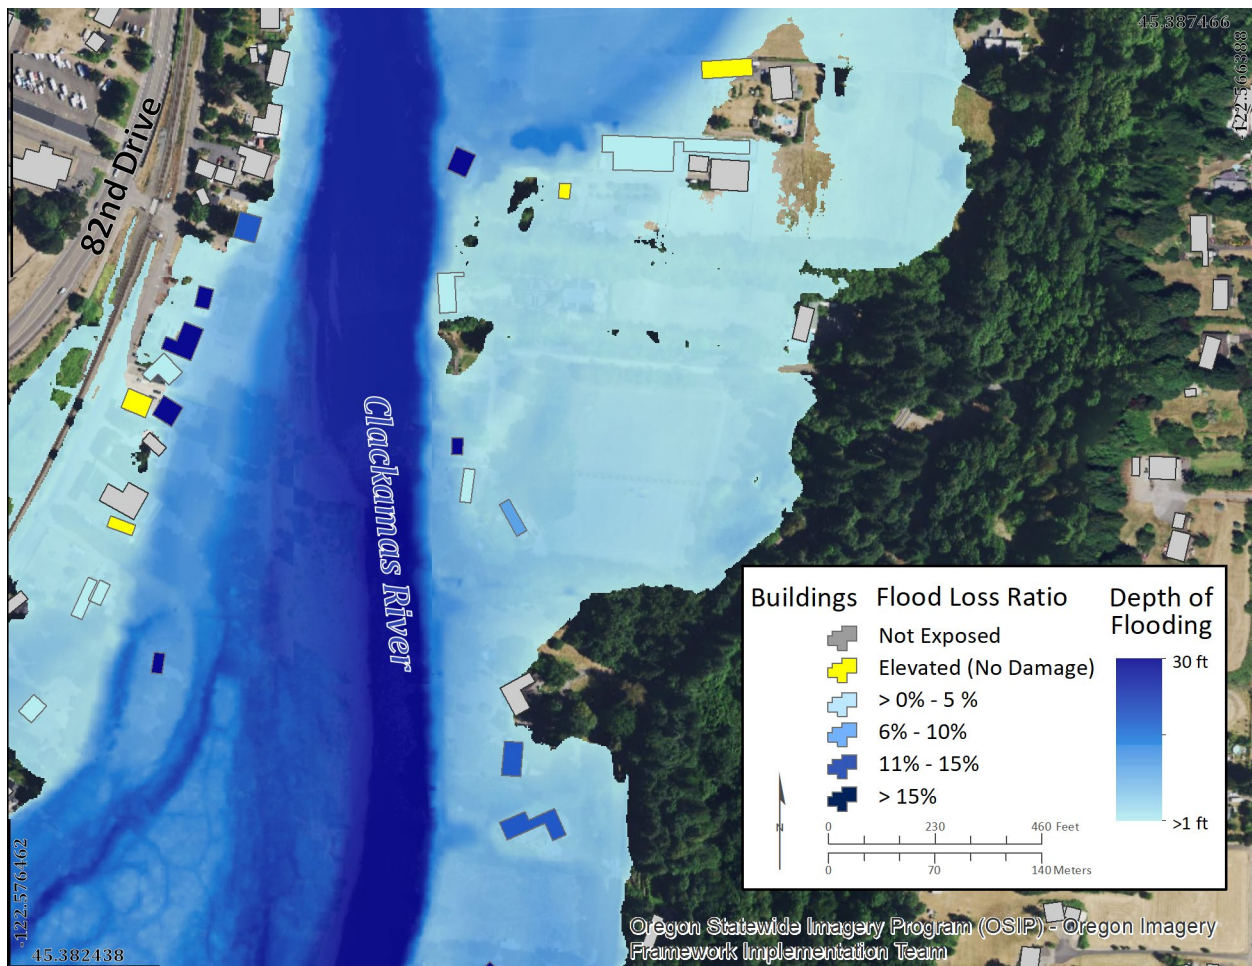 45.387466
-122.566388
82nd Drive
Clackamas River
Buildings Flood Loss Ratio
Depth of
Flooding
Not Exposed
Elevated (No Damage)
> 0% - 5 %
6% - 10%
11% - 15%
> 15%
30 ft
>1 ft
N
0 230 460 Feet
0 70 140 Meters
-122.576462
45.382438
Oregon Statewide Imagery Program (OSIP) - Oregon Imagery
Framework Implementation Team